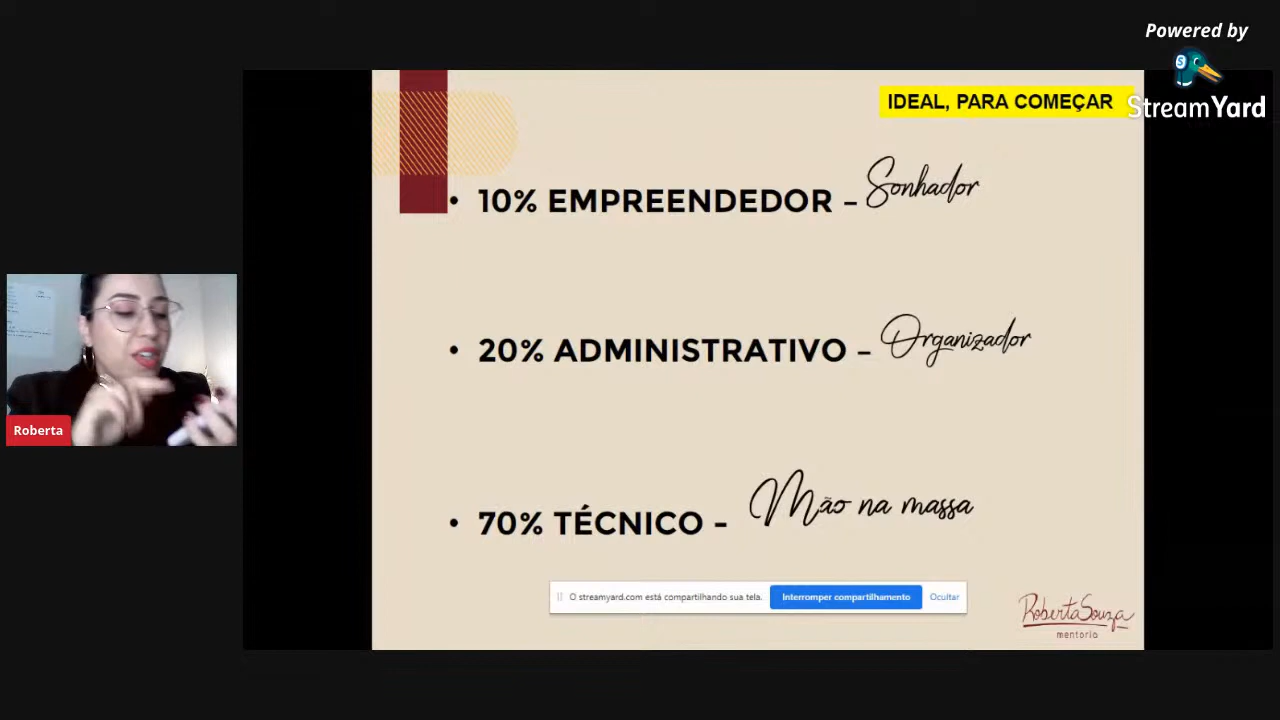 Powered by
StreamYard
IDEAL, PARA COMEÇAR
• 10% EMPREENDEDOR – Sonhador
• 20% ADMINISTRATIVO – Organizador
• 70% TÉCNICO - Mão na massa
Roberta
O streamyard.com está compartilhando sua tela. Interromper compartilhamento Ocultar
Roberta Souza
mentoria